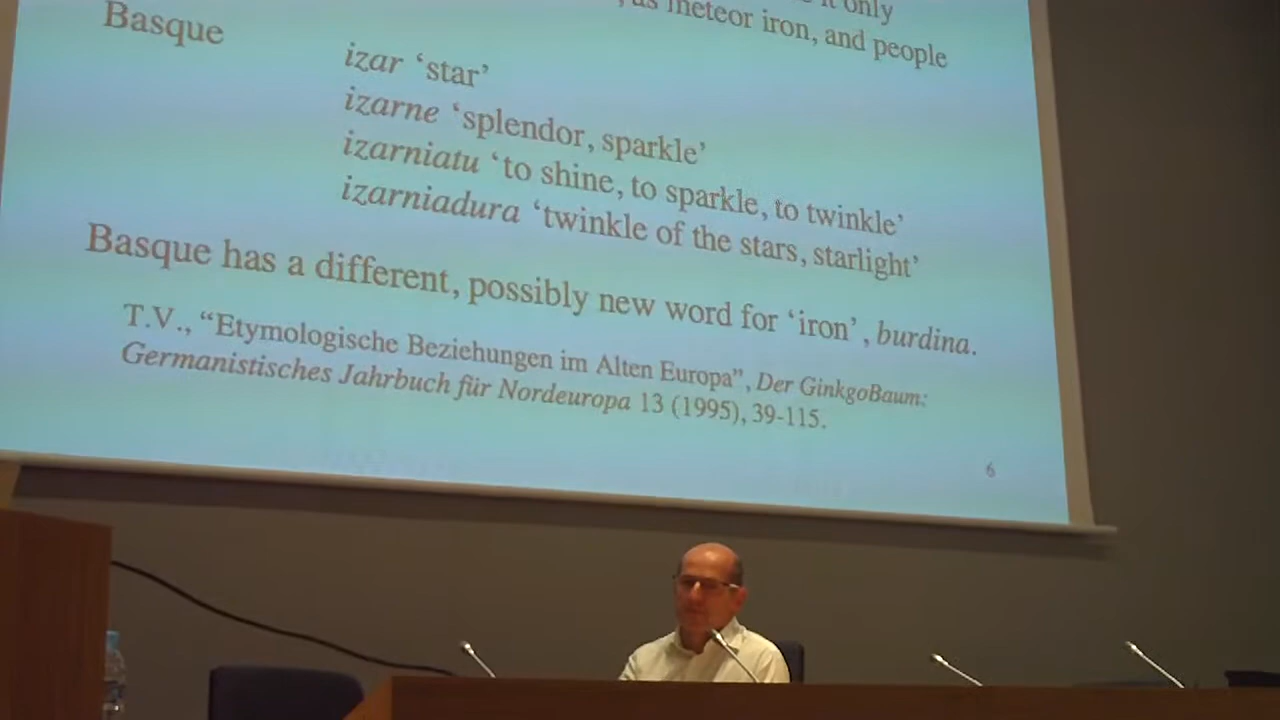 it only
as meteor iron, and people
Basque
izar ‘star’
izarne ‘splendor, sparkle’
izarniatu ‘to shine, to sparkle, to twinkle’
izarniadura ‘twinkle of the stars, starlight’
Basque has a different, possibly new word for ‘iron’, burdina.
T.V., “Etymologische Beziehungen im Alten Europa”, Der GinkgoBaum:
Germanistisches Jahrbuch für Nordeuropa 13 (1995), 39-115.
6